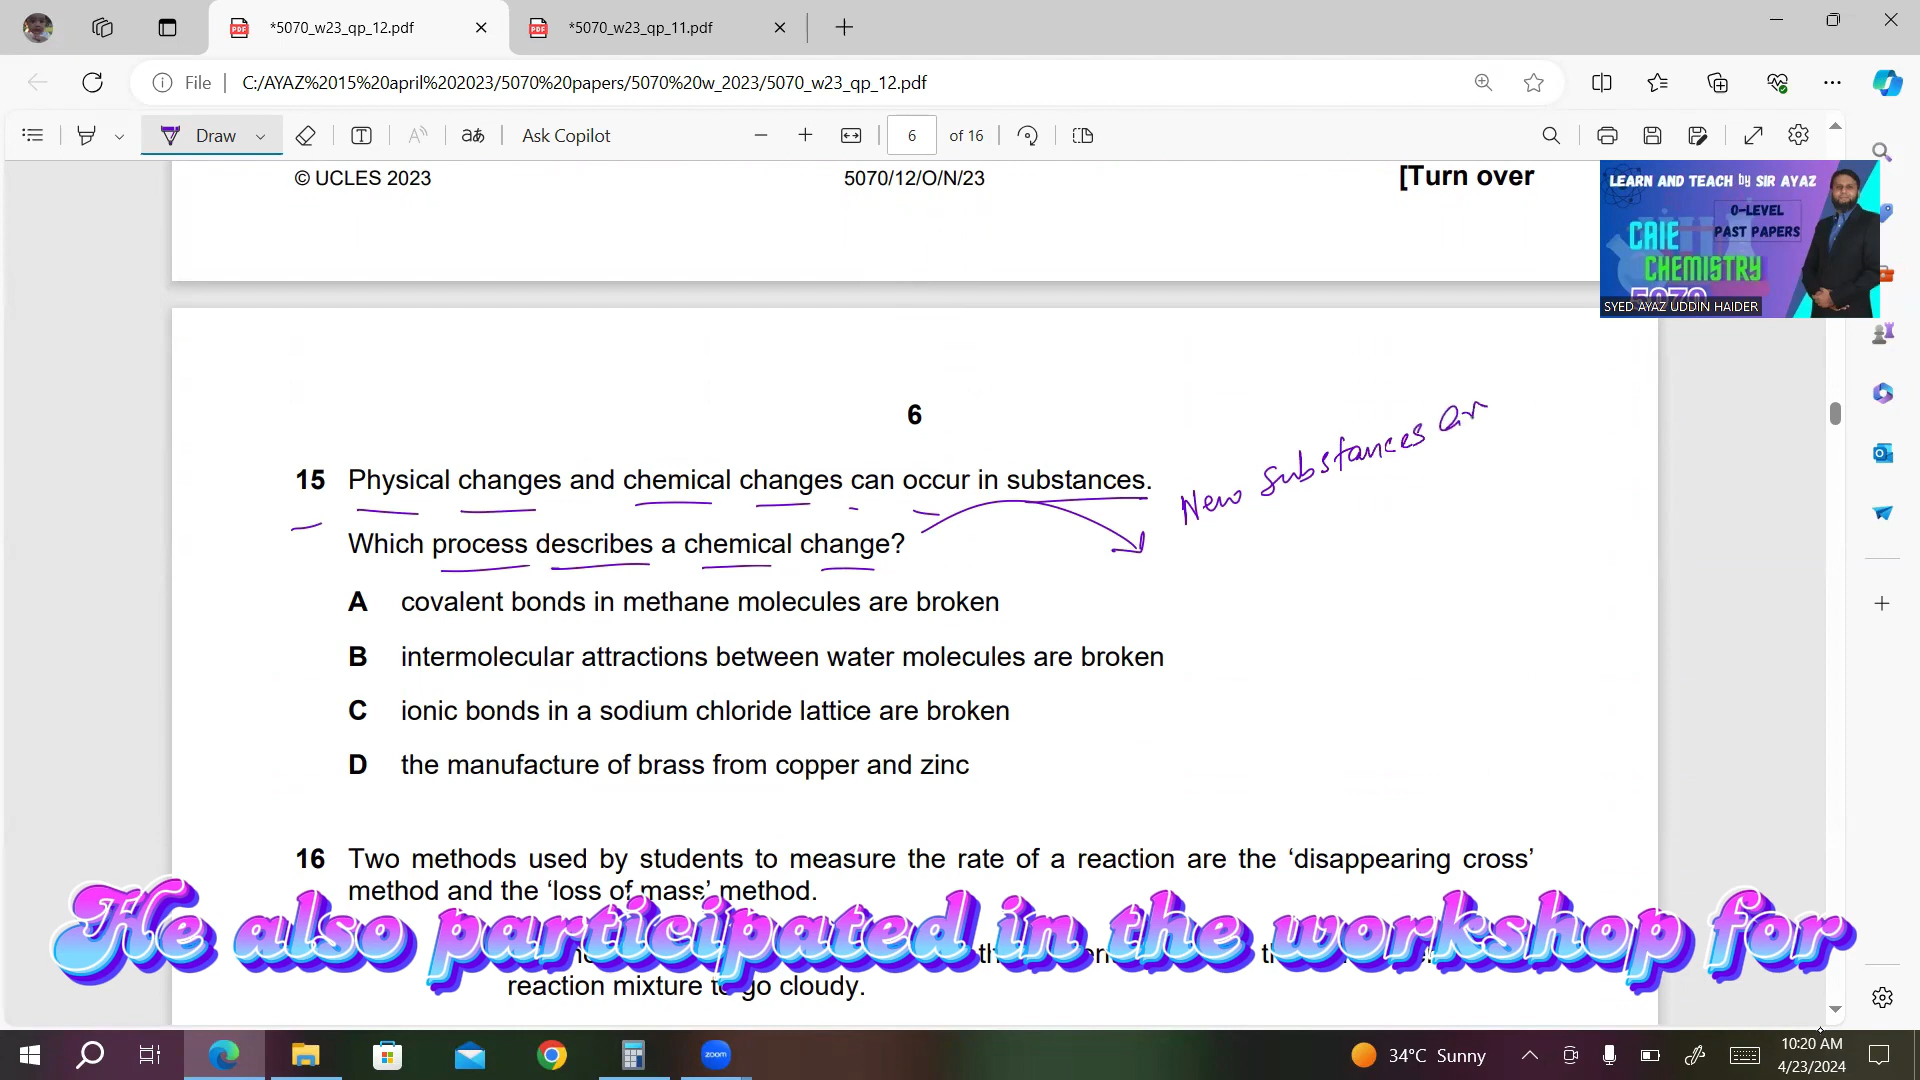 *5070_w23_qp_12.pdf
*5070_w23_qp_11.pdf
File
C:/AYAZ%2015%20april%202023/5070%20papers/5070%20w_2023/5070_w23_qp_12.pdf
Draw
Ask Copilot
6
of 16
© UCLES 2023
5070/12/O/N/23
[Turn over
LEARN AND TEACH by SIR AYAZ
O-LEVEL
PAST PAPERS
CAIE
CHEMISTRY
5070
SYED AYAZ UDDIN HAIDER
6
New Substances ar
15 Physical changes and chemical changes can occur in substances.
Which process describes a chemical change?
A covalent bonds in methane molecules are broken
B intermolecular attractions between water molecules are broken
C ionic bonds in a sodium chloride lattice are broken
D the manufacture of brass from copper and zinc
16 Two methods used by students to measure the rate of a reaction are the ‘disappearing cross’
method and the ‘loss of mass’ method.
He also participated in the workshop for
reaction mixture to go cloudy.
zoom
34°C Sunny
10:20 AM
4/23/2024